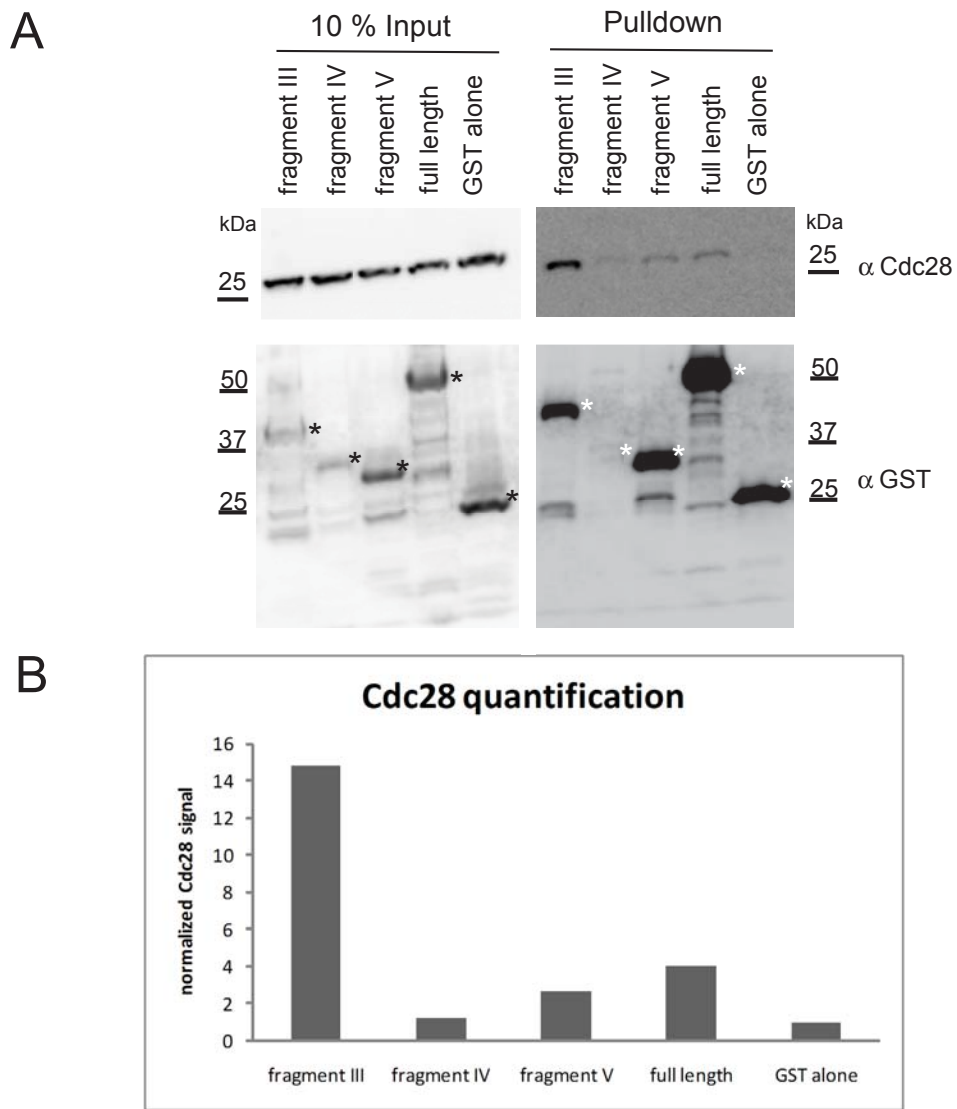 A
10 % Input
Pulldown
fragment III
fragment IV
fragment V
full length
GST alone
fragment III
fragment IV
fragment V
full length
GST alone
kDa
25
kDa
25
α Cdc28
50
*
37
*
*
*
25
*
50
*
*
37
*
*
25
*
α GST
B
Cdc28 quantification
normalized Cdc28 signal
16
14
12
10
8
6
4
2
0
fragment III
fragment IV
fragment V
full length
GST alone